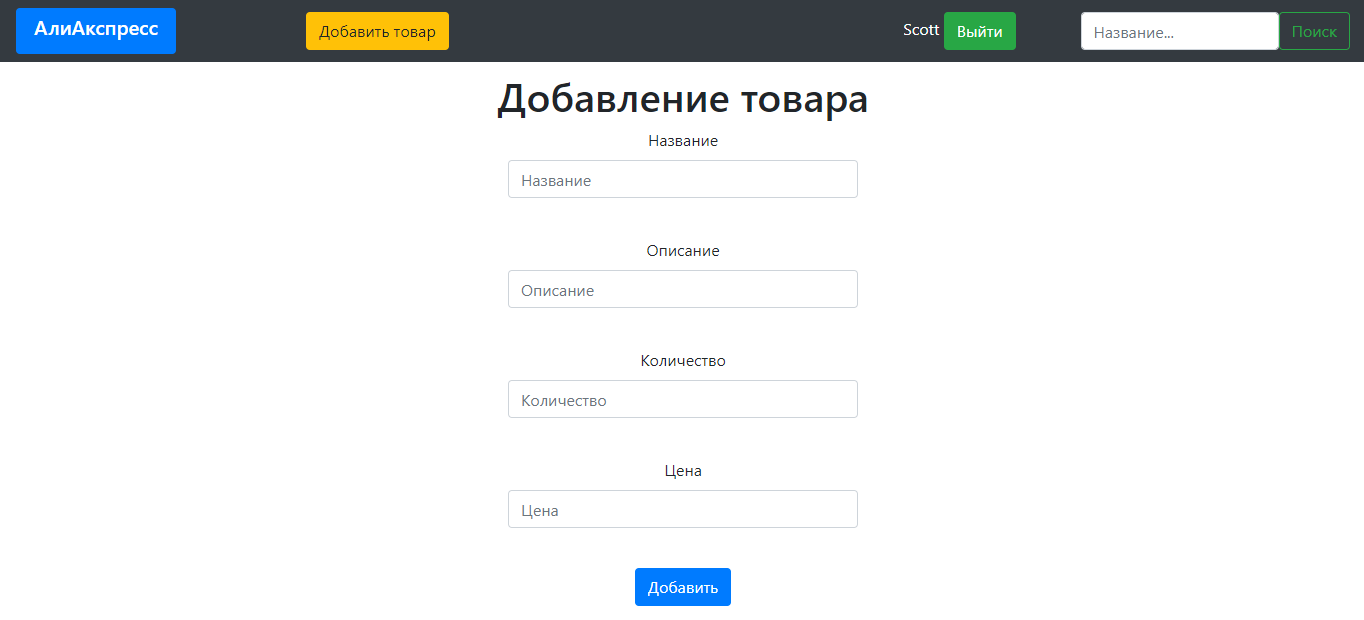 АлиАкспресс
Добавить товар
Scott
Выйти
Название...
Поиск
Добавление товара
Название
Название
Описание
Описание
Количество
Количество
Цена
Цена
Добавить